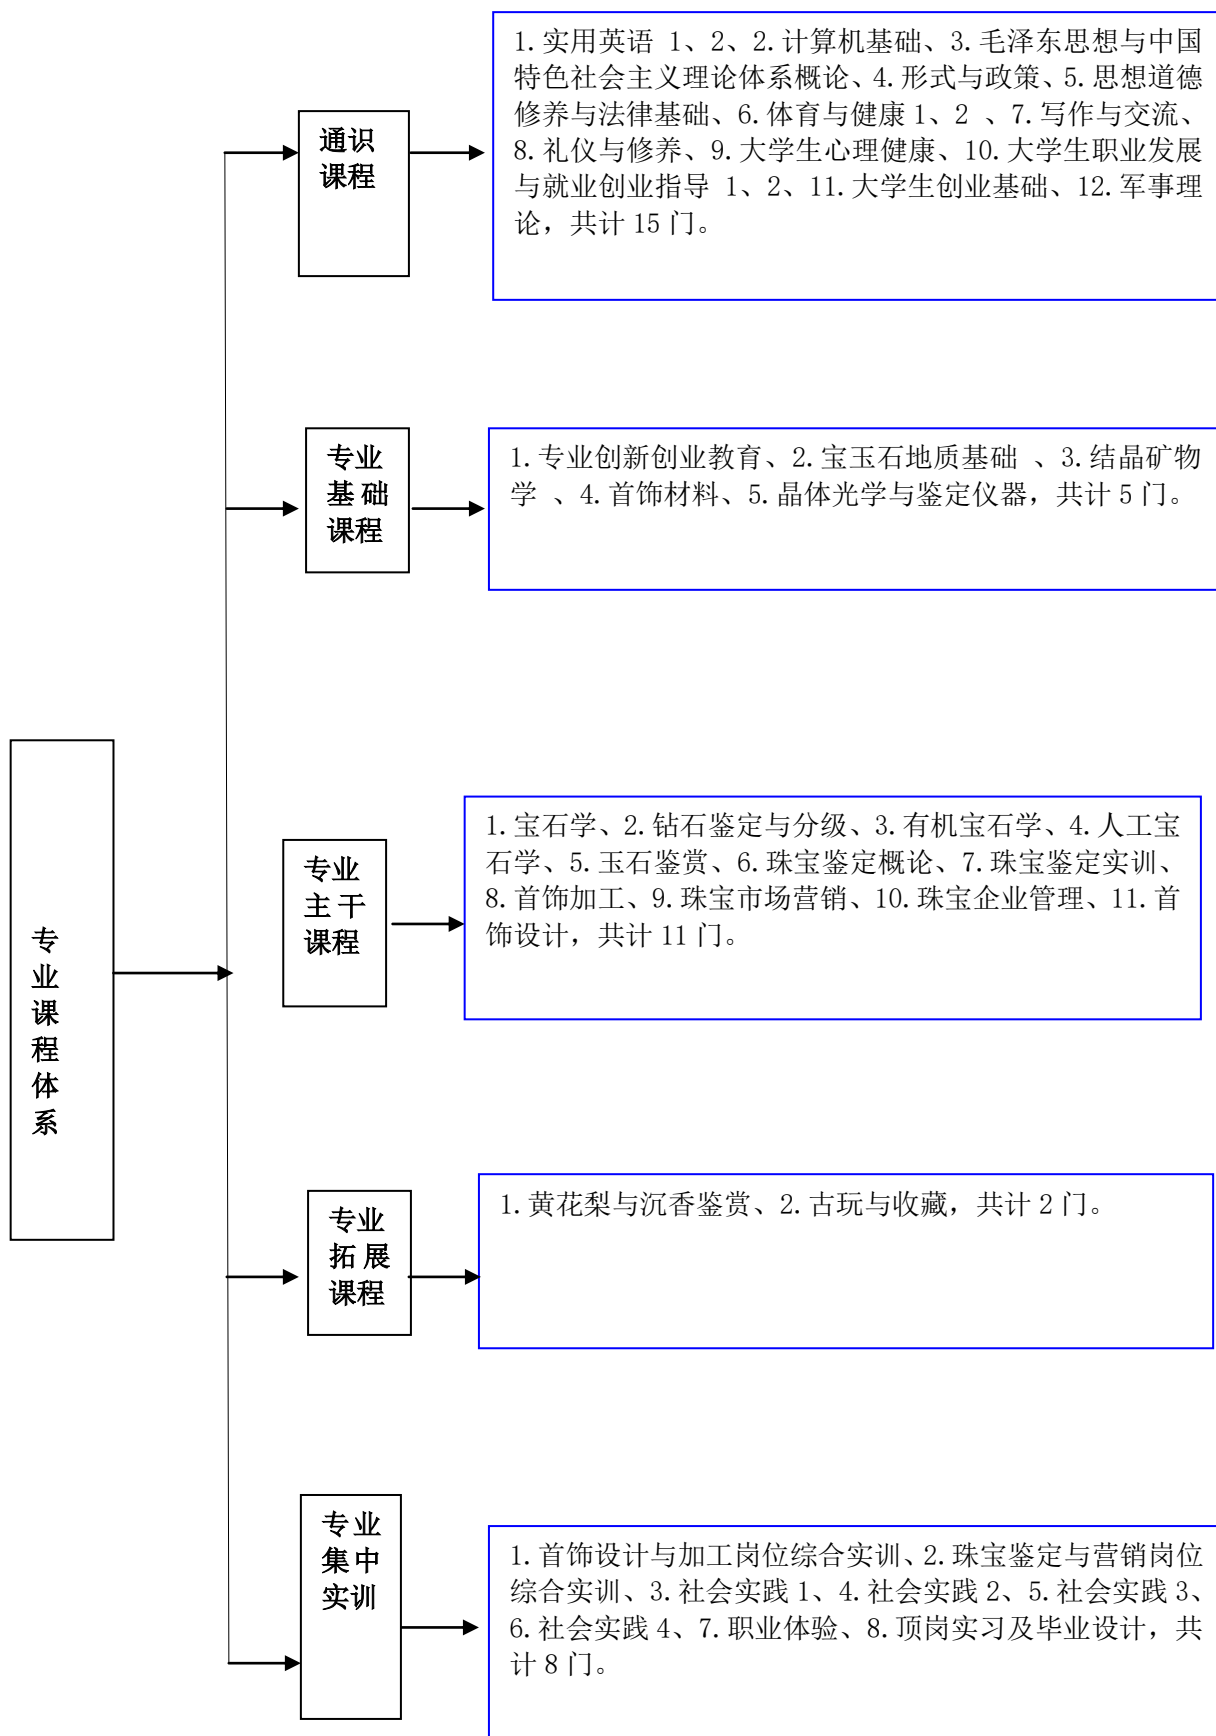 通识
课程
1.实用英语 1、2、2.计算机基础、3.毛泽东思想与中国
特色社会主义理论体系概论、4.形式与政策、5.思想道德
修养与法律基础、6.体育与健康 1、2 、7.写作与交流、
8.礼仪与修养、9.大学生心理健康、10.大学生职业发展
与就业创业指导 1、2、11.大学生创业基础、12.军事理
论，共计 15 门。
专业
基础
课程
1.专业创新创业教育、2.宝玉石地质基础 、3.结晶矿物
学 、4.首饰材料、5.晶体光学与鉴定仪器，共计 5 门。
专
业
课
程
体
系
专业
主干
课程
1.宝石学、2.钻石鉴定与分级、3.有机宝石学、4.人工宝
石学、5.玉石鉴赏、6.珠宝鉴定概论、7.珠宝鉴定实训、
8.首饰加工、9.珠宝市场营销、10.珠宝企业管理、11.首
饰设计，共计 11 门。
专业
拓展
课程
1.黄花梨与沉香鉴赏、2.古玩与收藏，共计 2 门。
专业
集中
实训
1.首饰设计与加工岗位综合实训、2.珠宝鉴定与营销岗位
综合实训、3.社会实践 1、4.社会实践 2、5.社会实践 3、
6.社会实践 4、7.职业体验、8.顶岗实习及毕业设计，共
计 8 门。